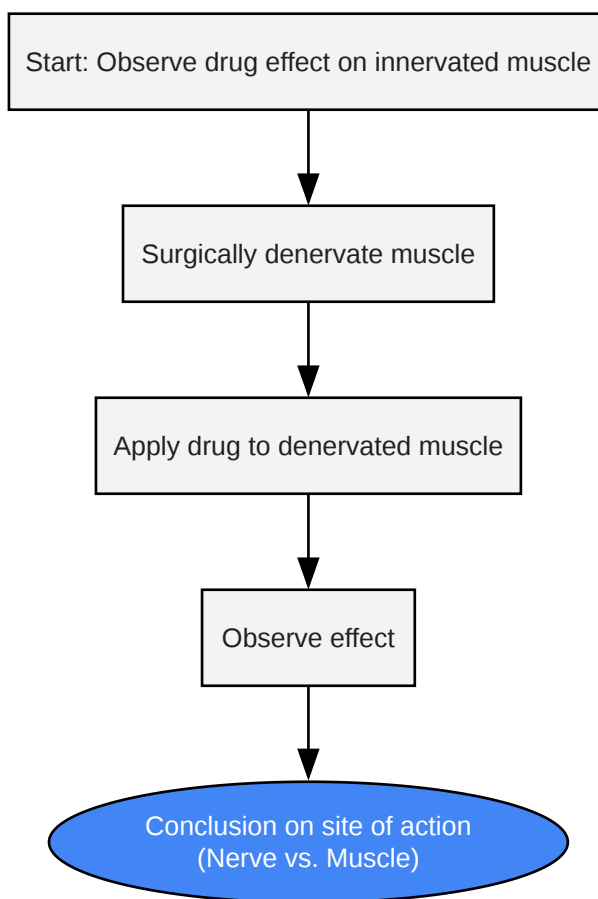 Start: Observe drug effect on innervated muscle
Surgically denervate muscle
Apply drug to denervated muscle
Observe effect
Conclusion on site of action
(Nerve vs. Muscle)